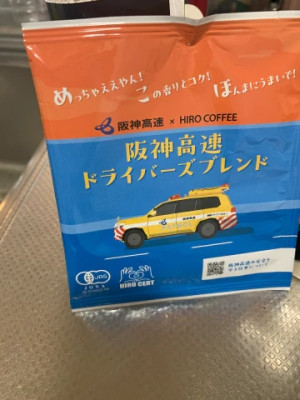 めっちゃええやん!
この香りとコク!
ほんまにうまいで!
阪神高速 × HIRO COFFEE
阪神高速
ドライバーズブレンド
JAS
JONA
HIRO CERT